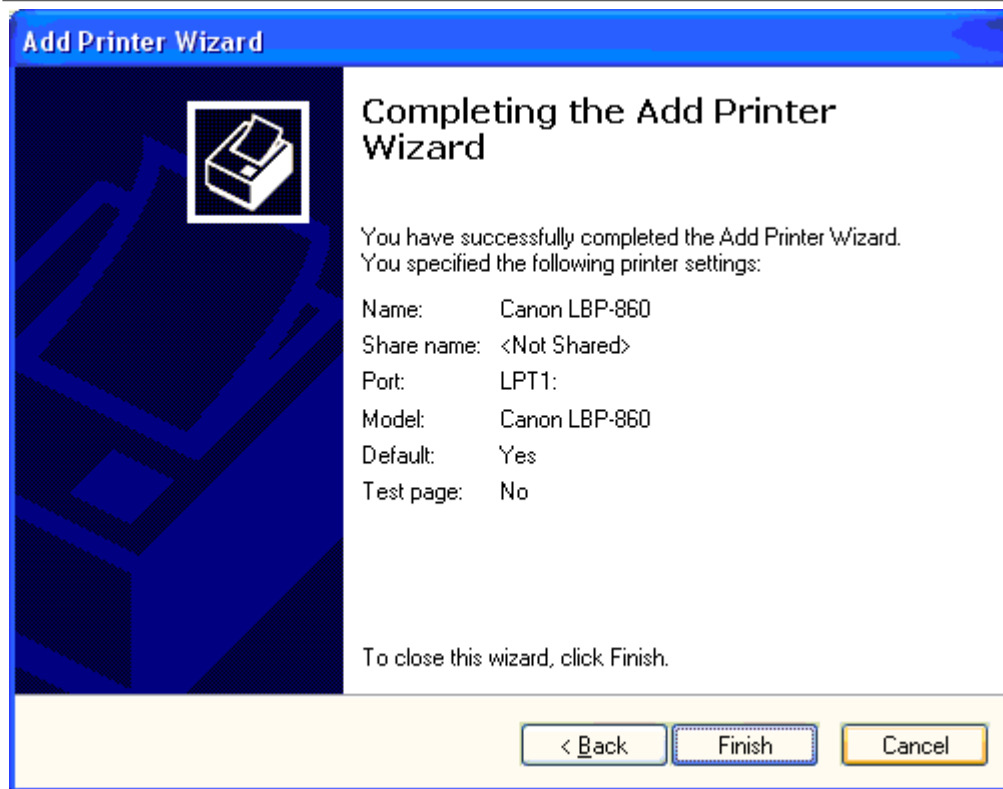 Add Printer Wizard
Completing the Add Printer
Wizard
You have successfully completed the Add Printer Wizard.
You specified the following printer settings:
Name: Canon LBP-860
Share name: <Not Shared>
Port: LPT1:
Model: Canon LBP-860
Default: Yes
Test page: No
To close this wizard, click Finish.
< Back Finish Cancel